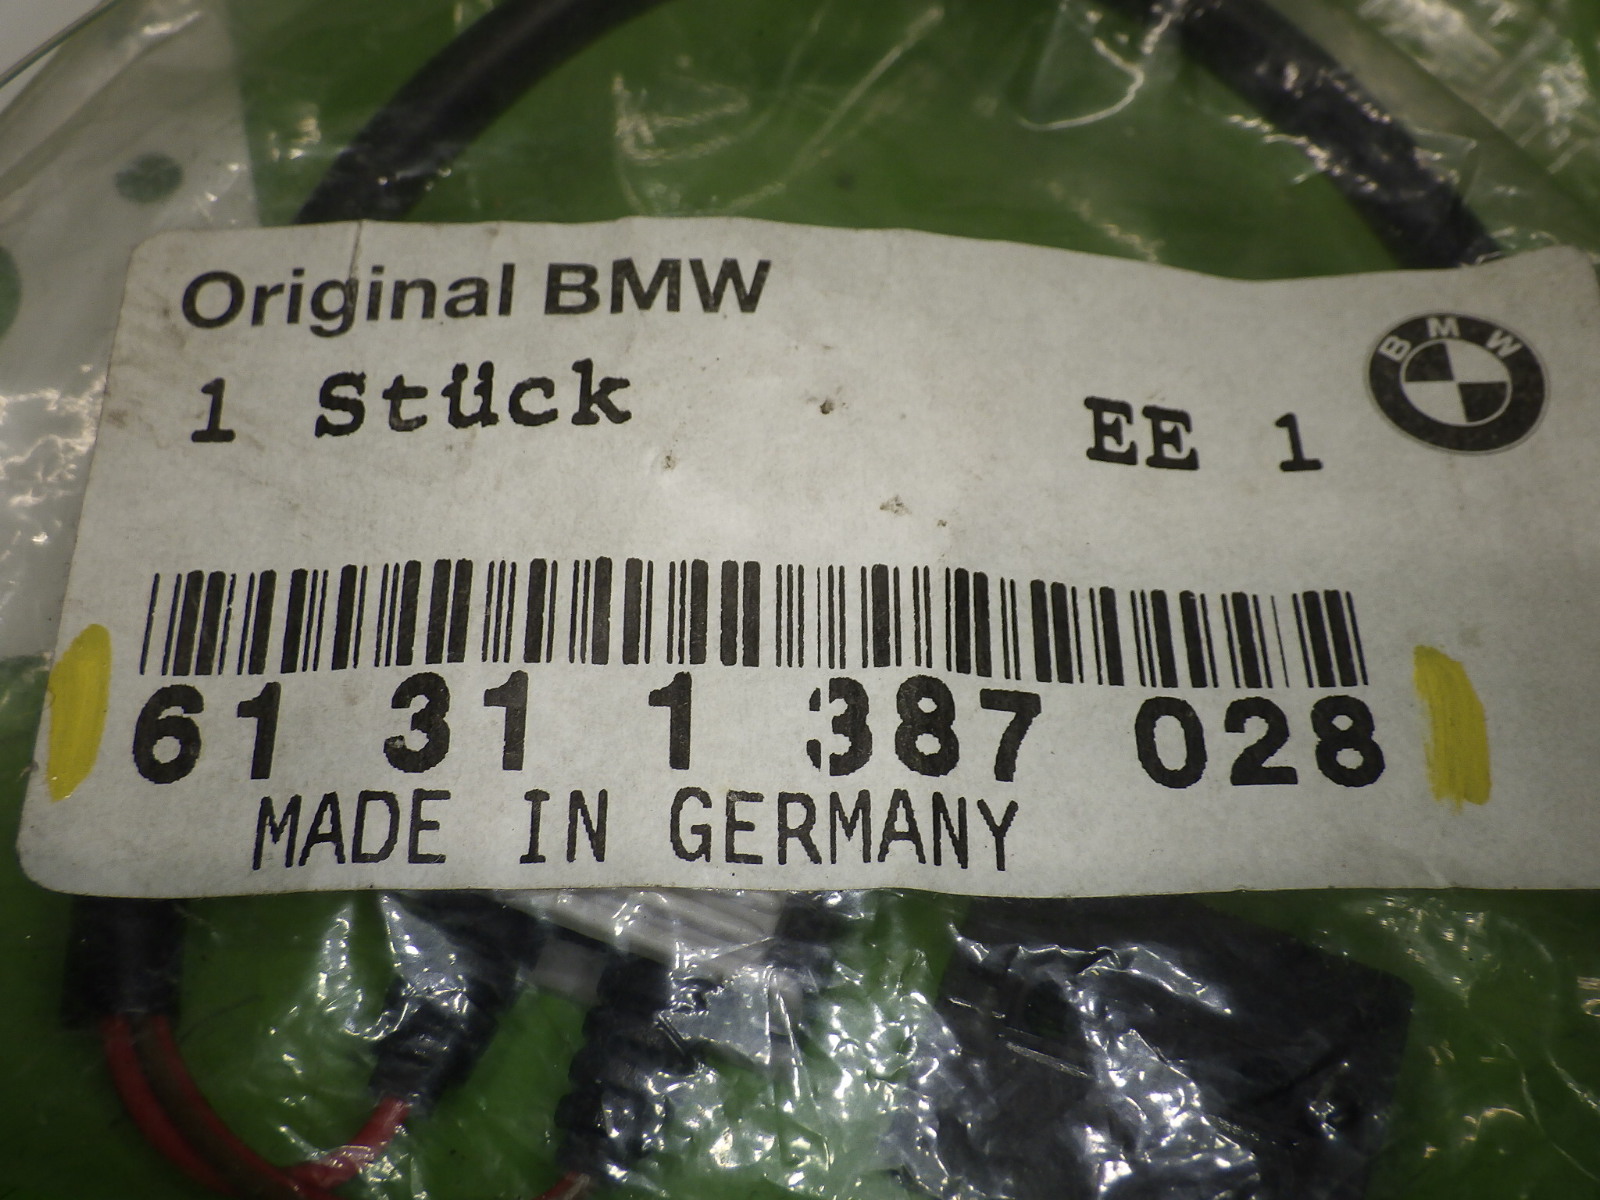 Original BMW
BMW
1 Stück EE 1
61 31 1 387 028
MADE IN GERMANY